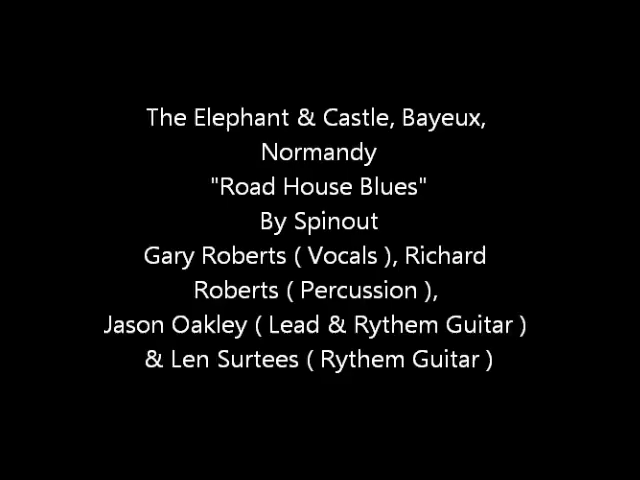 The Elephant & Castle, Bayeux,
Normandy
"Road House Blues"
By Spinout
Gary Roberts ( Vocals ), Richard
Roberts ( Percussion ),
Jason Oakley ( Lead & Rythem Guitar )
& Len Surtees ( Rythem Guitar )